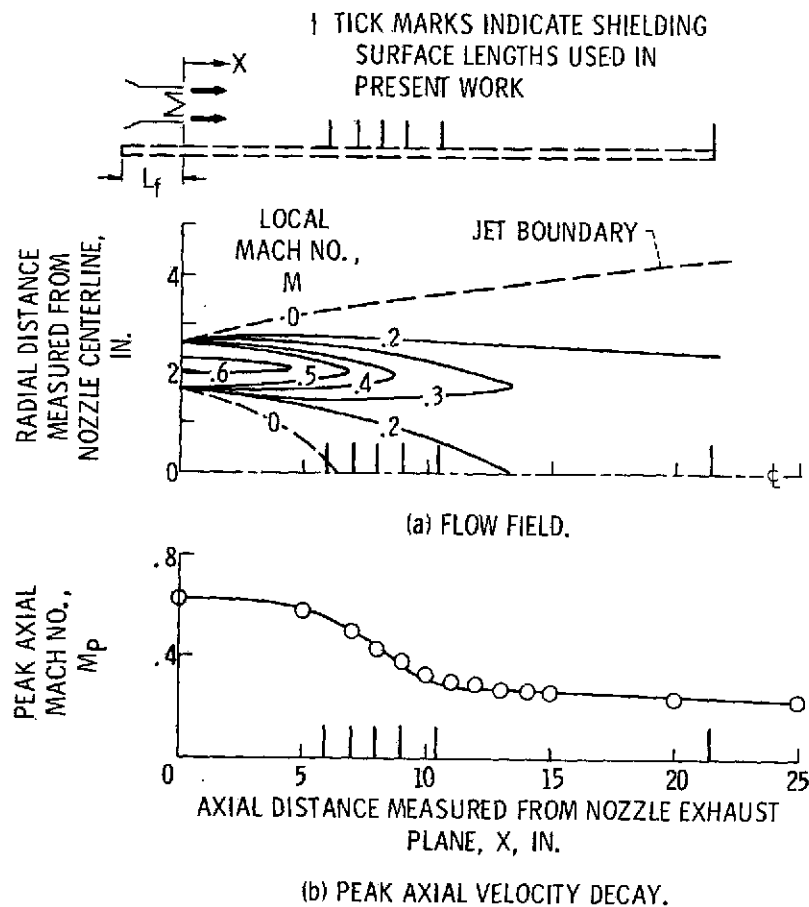 TICK MARKS INDICATE SHIELDING
SURFACE LENGTHS USED IN
PRESENT WORK
X
M
Lf
RADIAL DISTANCE
MEASURED FROM
NOZZLE CENTERLINE,
IN.
4
2
0
LOCAL
MACH NO.,
M
JET BOUNDARY
0
.2
.6
.5
.4
.3
0
.2
℄
(a) FLOW FIELD.
PEAK AXIAL
MACH NO.,
Mp
.8
.4
0
5
10
15
20
25
AXIAL DISTANCE MEASURED FROM NOZZLE EXHAUST
PLANE, X, IN.
(b) PEAK AXIAL VELOCITY DECAY.